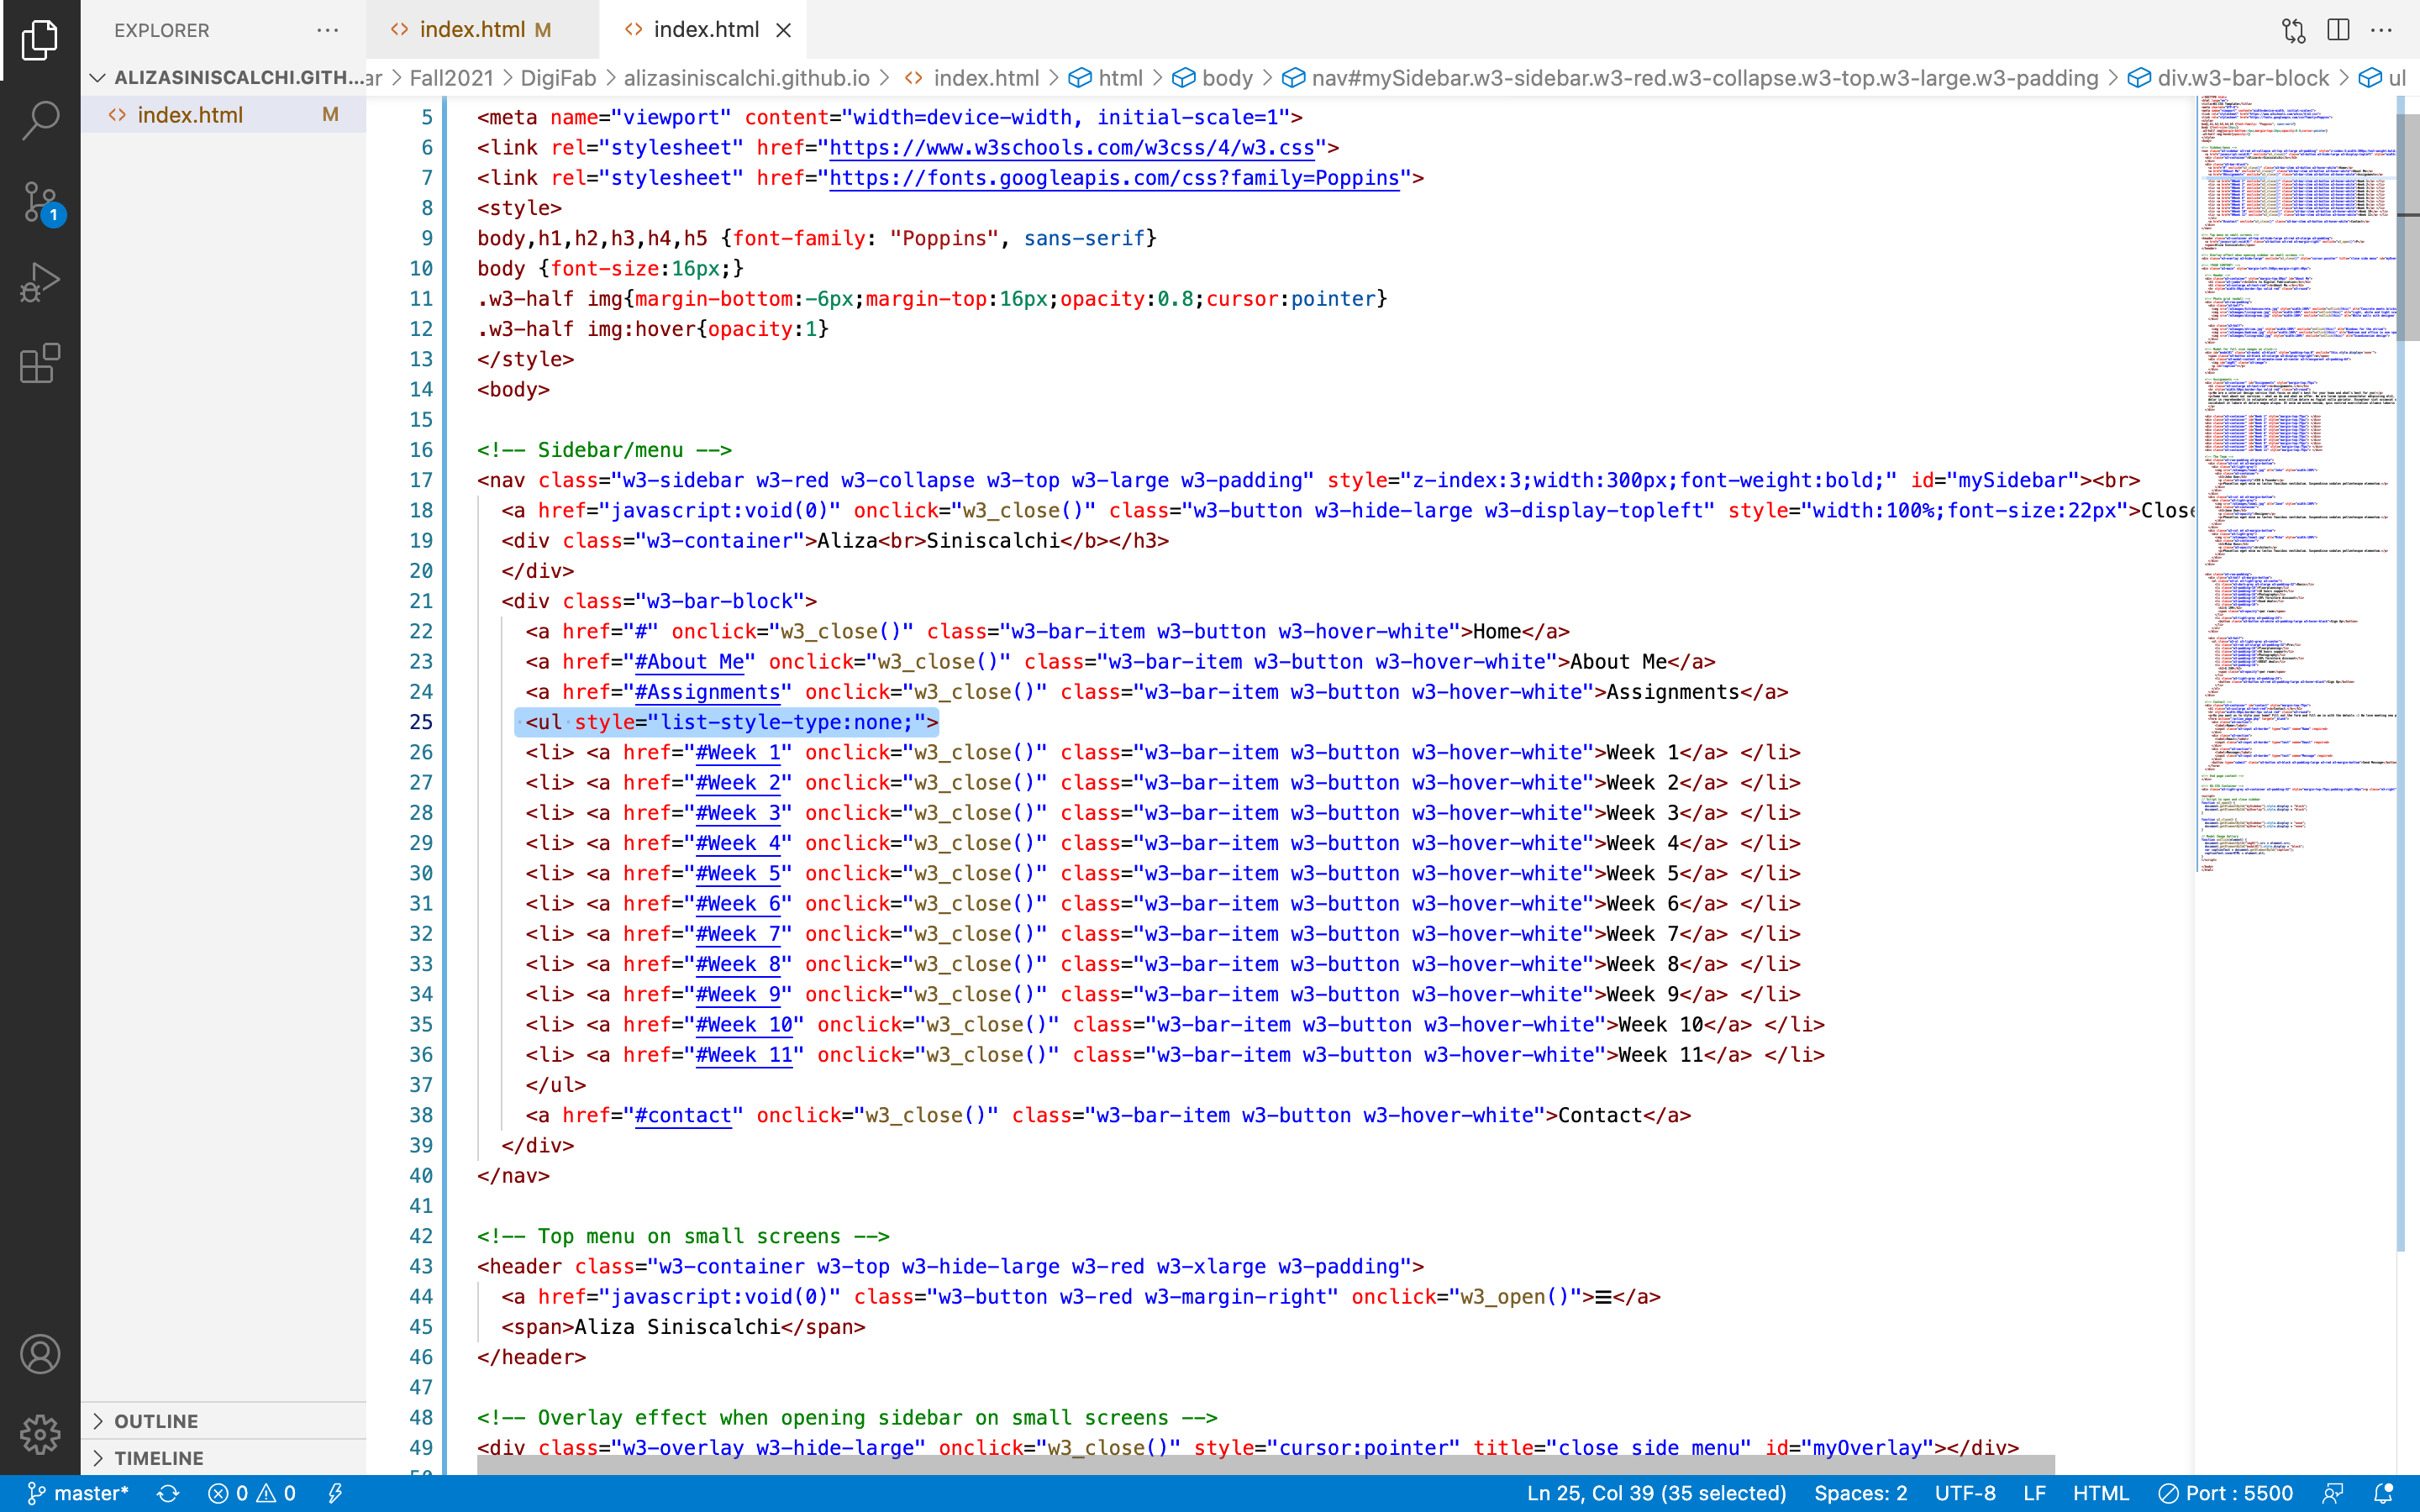 EXPLORER
ALIZASINISCALCHI.GITH...
index.html M
1
OUTLINE
TIMELINE
index.html M
index.html
ar > Fall2021 > DigiFab > alizasiniscalchi.github.io > index.html > html > body > nav#mySidebar.w3-sidebar.w3-red.w3-collapse.w3-top.w3-large.w3-padding > div.w3-bar-block > ul
5 <meta name="viewport" content="width=device-width, initial-scale=1">
6 <link rel="stylesheet" href="https://www.w3schools.com/w3css/4/w3.css">
7 <link rel="stylesheet" href="https://fonts.googleapis.com/css?family=Poppins">
8 <style>
9 body,h1,h2,h3,h4,h5 {font-family: "Poppins", sans-serif}
10 body {font-size:16px;}
11 .w3-half img{margin-bottom:-6px;margin-top:16px;opacity:0.8;cursor:pointer}
12 .w3-half img:hover{opacity:1}
13 </style>
14 <body>
15
16 <!-- Sidebar/menu -->
17 <nav class="w3-sidebar w3-red w3-collapse w3-top w3-large w3-padding" style="z-index:3;width:300px;font-weight:bold;" id="mySidebar"><br>
18 <a href="javascript:void(0)" onclick="w3_close()" class="w3-button w3-hide-large w3-display-topleft" style="width:100%;font-size:22px">Close
19 <div class="w3-container">Aliza<br>Siniscalchi</b></h3>
20 </div>
21 <div class="w3-bar-block">
22 <a href="#" onclick="w3_close()" class="w3-bar-item w3-button w3-hover-white">Home</a>
23 <a href="#About Me" onclick="w3_close()" class="w3-bar-item w3-button w3-hover-white">About Me</a>
24 <a href="#Assignments" onclick="w3_close()" class="w3-bar-item w3-button w3-hover-white">Assignments</a>
25 <ul style="list-style-type:none;">
26 <li> <a href="#Week 1" onclick="w3_close()" class="w3-bar-item w3-button w3-hover-white">Week 1</a> </li>
27 <li> <a href="#Week 2" onclick="w3_close()" class="w3-bar-item w3-button w3-hover-white">Week 2</a> </li>
28 <li> <a href="#Week 3" onclick="w3_close()" class="w3-bar-item w3-button w3-hover-white">Week 3</a> </li>
29 <li> <a href="#Week 4" onclick="w3_close()" class="w3-bar-item w3-button w3-hover-white">Week 4</a> </li>
30 <li> <a href="#Week 5" onclick="w3_close()" class="w3-bar-item w3-button w3-hover-white">Week 5</a> </li>
31 <li> <a href="#Week 6" onclick="w3_close()" class="w3-bar-item w3-button w3-hover-white">Week 6</a> </li>
32 <li> <a href="#Week 7" onclick="w3_close()" class="w3-bar-item w3-button w3-hover-white">Week 7</a> </li>
33 <li> <a href="#Week 8" onclick="w3_close()" class="w3-bar-item w3-button w3-hover-white">Week 8</a> </li>
34 <li> <a href="#Week 9" onclick="w3_close()" class="w3-bar-item w3-button w3-hover-white">Week 9</a> </li>
35 <li> <a href="#Week 10" onclick="w3_close()" class="w3-bar-item w3-button w3-hover-white">Week 10</a> </li>
36 <li> <a href="#Week 11" onclick="w3_close()" class="w3-bar-item w3-button w3-hover-white">Week 11</a> </li>
37 </ul>
38 <a href="#contact" onclick="w3_close()" class="w3-bar-item w3-button w3-hover-white">Contact</a>
39 </div>
40 </nav>
41
42 <!-- Top menu on small screens -->
43 <header class="w3-container w3-top w3-hide-large w3-red w3-xlarge w3-padding">
44 <a href="javascript:void(0)" class="w3-button w3-red w3-margin-right" onclick="w3_open()">☰</a>
45 <span>Aliza Siniscalchi</span>
46 </header>
47
48 <!-- Overlay effect when opening sidebar on small screens -->
49 <div class="w3-overlay w3-hide-large" onclick="w3_close()" style="cursor:pointer" title="close side menu" id="myOverlay"></div>
master* 0 0 Ln 25, Col 39 (35 selected) Spaces: 2 UTF-8 LF HTML Port : 5500